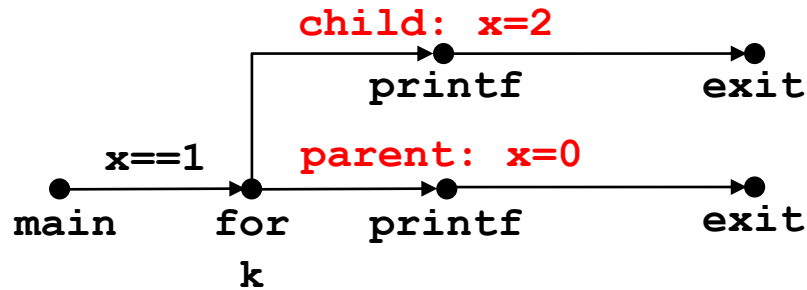 child: x=2
printf exit
x==1 parent: x=0
main for printf exit
k